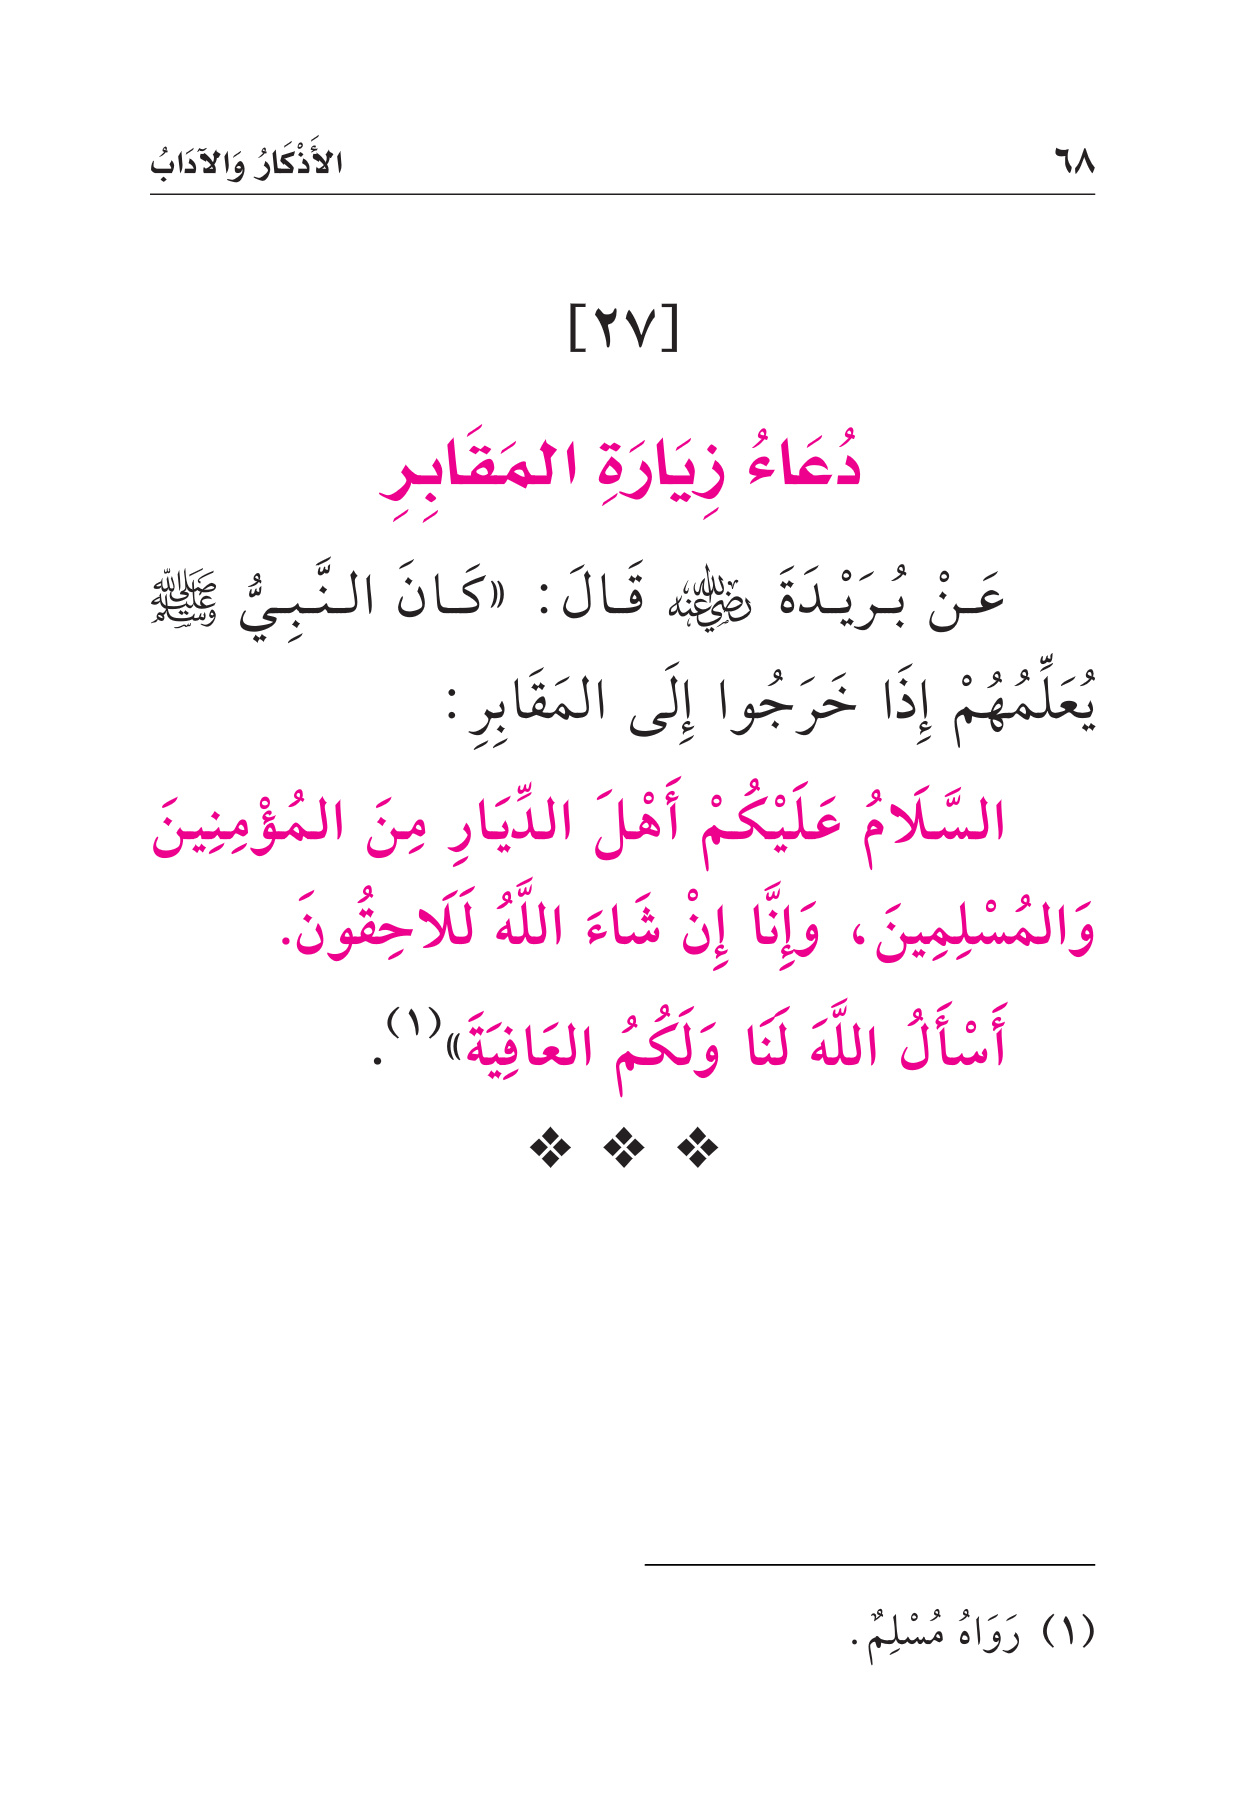 ٦٨
الأَذْكَارُ وَالآدَابُ
[٢٧]
دُعَاءُ زِيَارَةِ المَقَابِرِ
عَنْ بُرَيْدَةَ رضي الله عنه قَالَ: «كَانَ النَّبِيُّ ﷺ
يُعَلِّمُهُمْ إِذَا خَرَجُوا إِلَى المَقَابِرِ:
السَّلَامُ عَلَيْكُمْ أَهْلَ الدِّيَارِ مِنَ المُؤْمِنِينَ
وَالمُسْلِمِينَ، وَإِنَّا إِنْ شَاءَ اللَّهُ لَلَاحِقُونَ.
أَسْأَلُ اللَّهَ لَنَا وَلَكُمُ العَافِيَةَ»(١).
(١) رَوَاهُ مُسْلِمٌ.